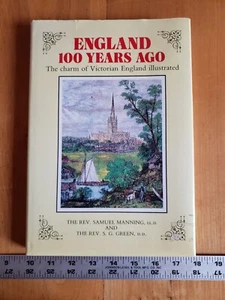 ENGLAND
100 YEARS AGO
The charm of Victorian England illustrated
THE REV. SAMUEL MANNING, LL.D.
AND
THE REV. S. G. GREEN, D.D.